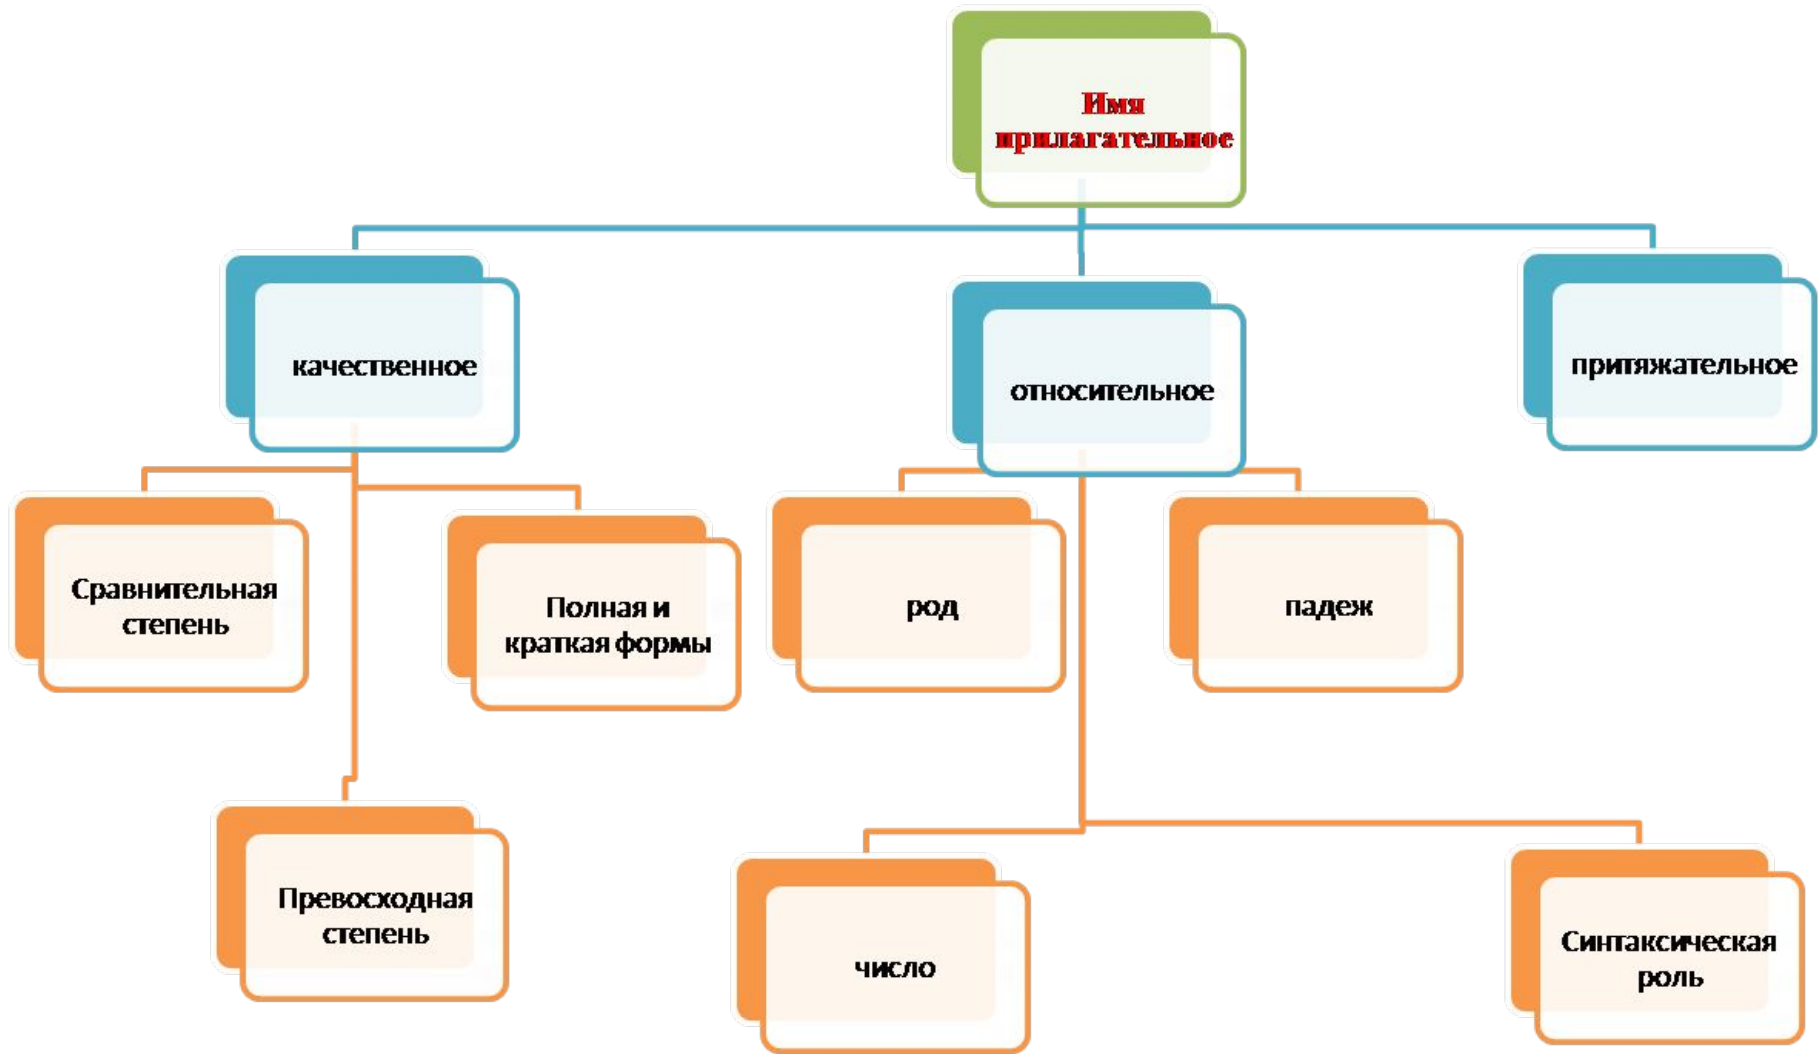 Имя
прилагательное
качественное
относительное
притяжательное
Сравнительная
степень
Полная и
краткая формы
род
падеж
Превосходная
степень
число
Синтаксическая
роль